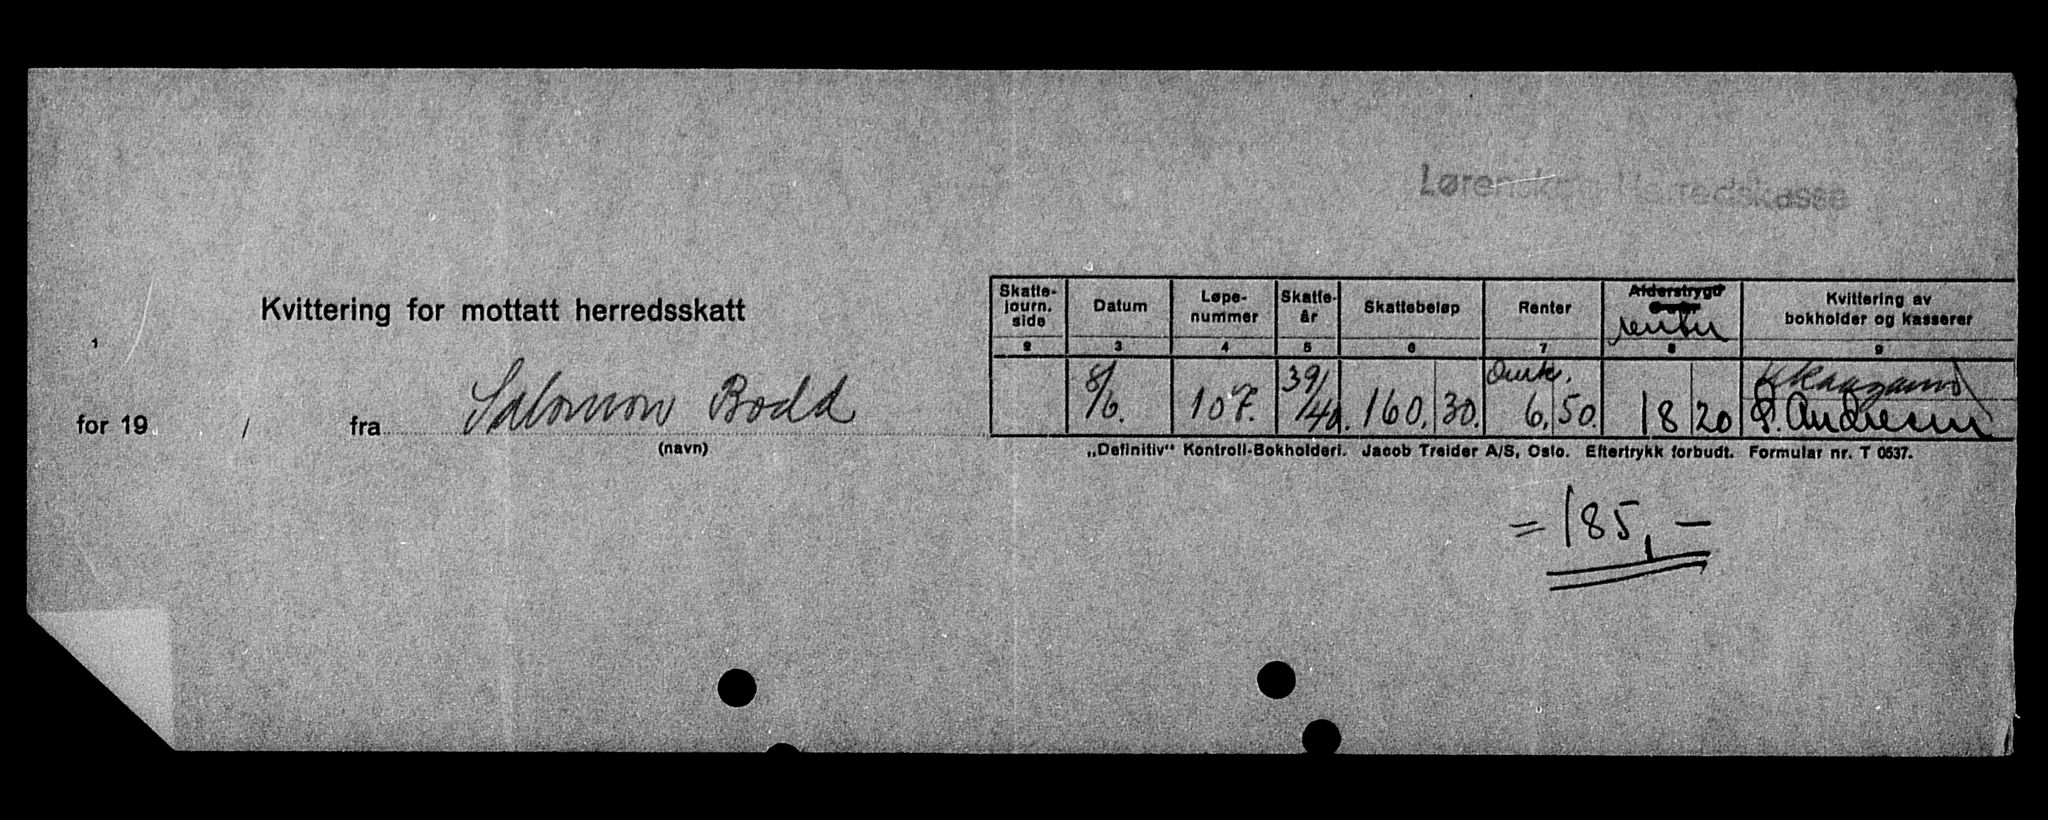 Lørenskog Herredskasse
Kvittering for mottatt herredsskatt
for 19 / fra Salomon Bodd
(navn)
Skatte-journ. side Datum Løpe-nummer Skatte-år Skattebeløp Renter Alderstrygd renter Kvittering av bokholder og kasserer
2 3 4 5 6 7 8 9
8/6. 107. 39/40. 160,30. Omk. 6,50. 18 20 P. Andresen
„Definitiv“ Kontroll-Bokholderi. Jacob Treider A/S, Oslo. Eftertrykk forbudt. Formular nr. T 0537.
= 185,-